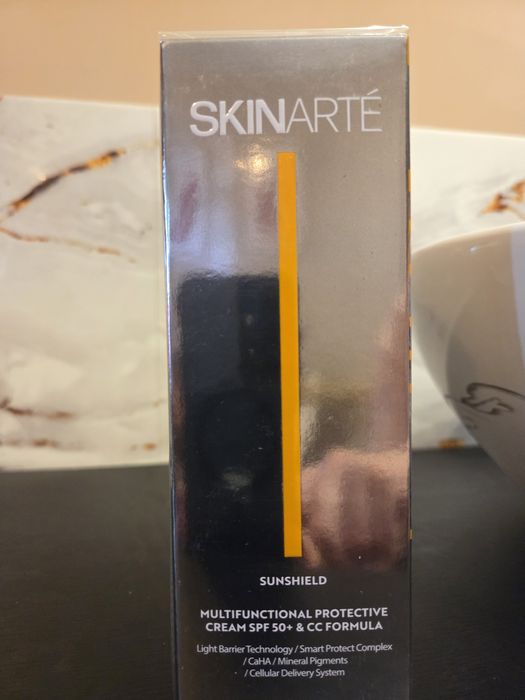 SKINARTÉ
SUNSHIELD
MULTIFUNCTIONAL PROTECTIVE
CREAM SPF 50+ & CC FORMULA
Light Barrier Technology / Smart Protect Complex
/ CaHA / Mineral Pigments
/ Cellular Delivery System